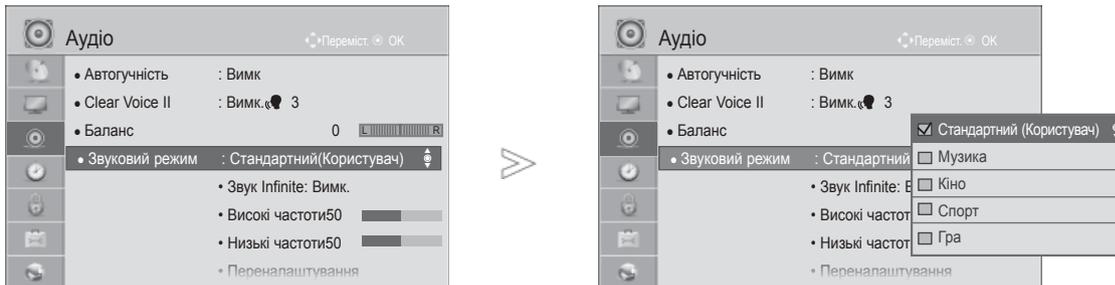 Аудіо
Переміст. OK
• Автогучність : Вимк
• Clear Voice II : Вимк. 3
• Баланс 0 L R
• Звуковий режим : Стандартний(Користувач)
• Звук Infinite: Вимк.
• Високі частоти50
• Низькі частоти50
• Переналаштування
Аудіо
Переміст. OK
• Автогучність : Вимк
• Clear Voice II : Вимк. 3
• Баланс
• Звуковий режим : Стандартний
• Звук Infinite: В
• Високі частот
• Низькі частот
• Переналаштування
Стандартний (Користувач)
Музика
Кіно
Спорт
Гра